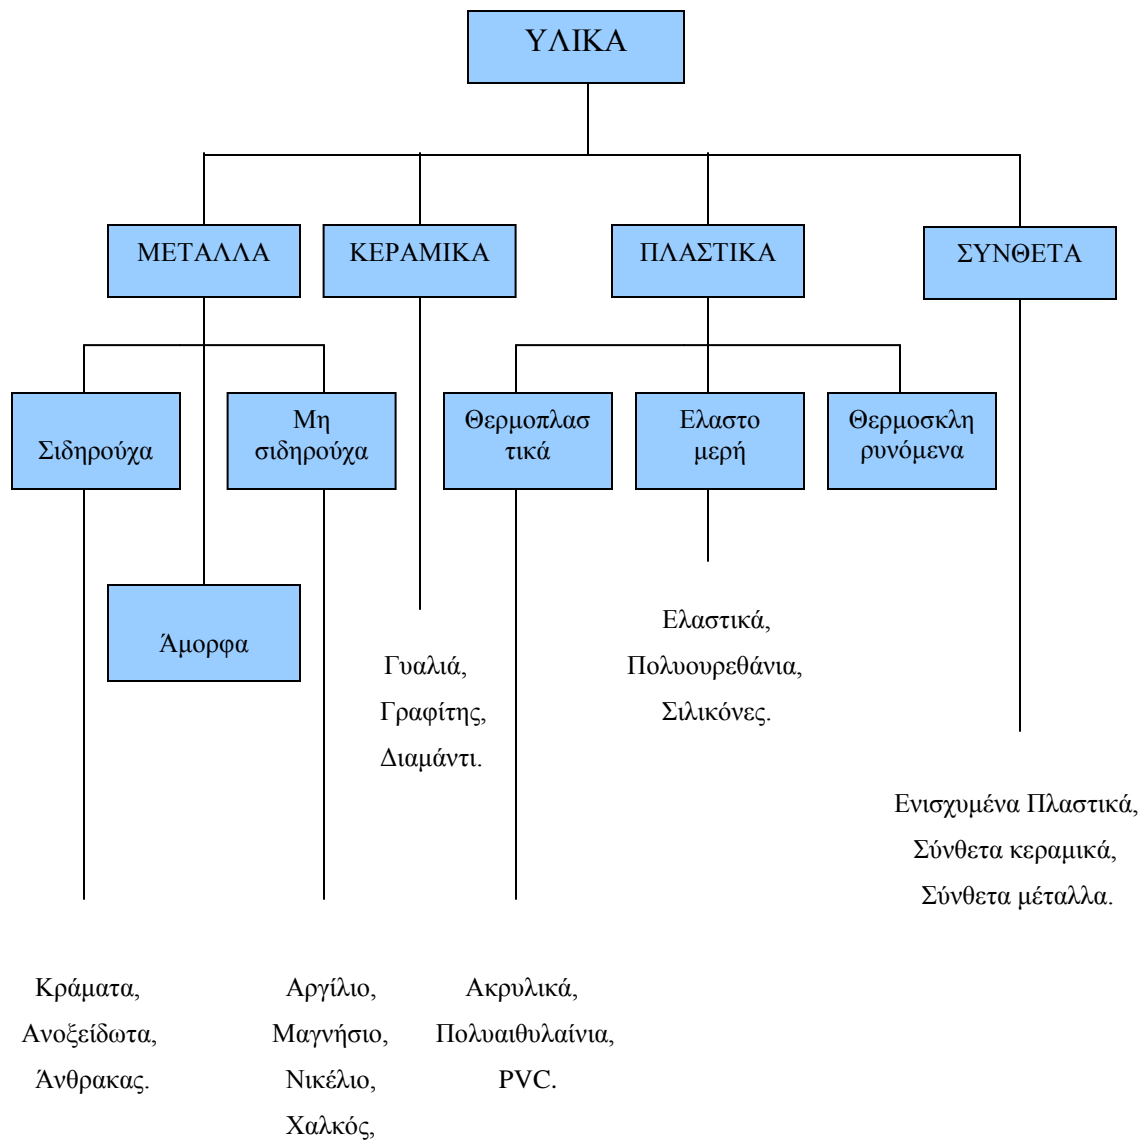 ΥΛΙΚΑ
ΜΕΤΑΛΛΑ
ΚΕΡΑΜΙΚΑ
ΠΛΑΣΤΙΚΑ
ΣΥΝΘΕΤΑ
Σιδηρούχα
Μη
σιδηρούχα
Θερμοπλασ
τικά
Ελαστο
μερή
Θερμοσκλη
ρυνόμενα
Άμορφα
Γυαλιά,
Γραφίτης,
Διαμάντι.
Ελαστικά,
Πολυουρεθάνια,
Σιλικόνες.
Ενισχυμένα Πλαστικά,
Σύνθετα κεραμικά,
Σύνθετα μέταλλα.
Κράματα,
Ανοξείδωτα,
Άνθρακας.
Αργίλιο,
Μαγνήσιο,
Νικέλιο,
Χαλκός,
Ακρυλικά,
Πολυαιθυλαίνια,
PVC.